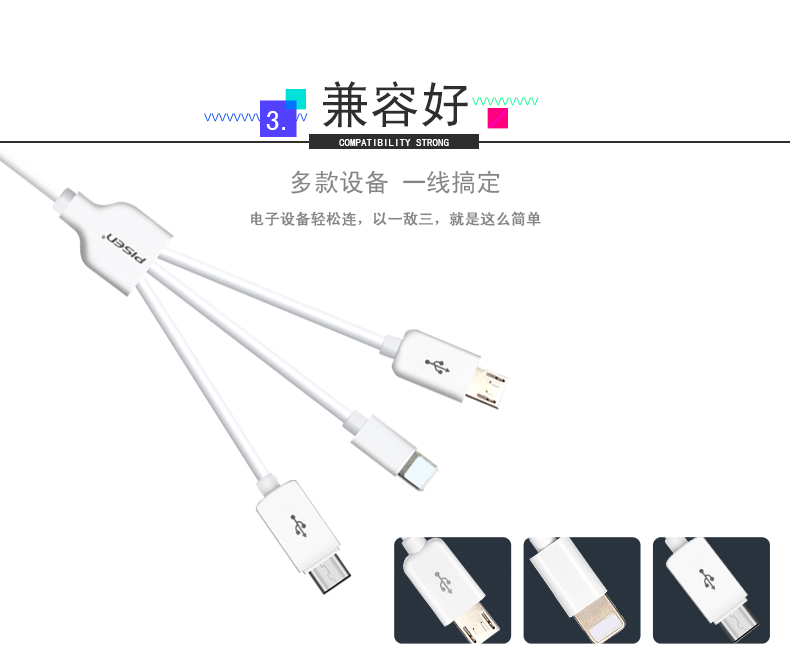 3.
兼容好
COMPATIBILITY STRONG
多款设备 一线搞定
电子设备轻松连，以一敌三，就是这么简单
PISEN